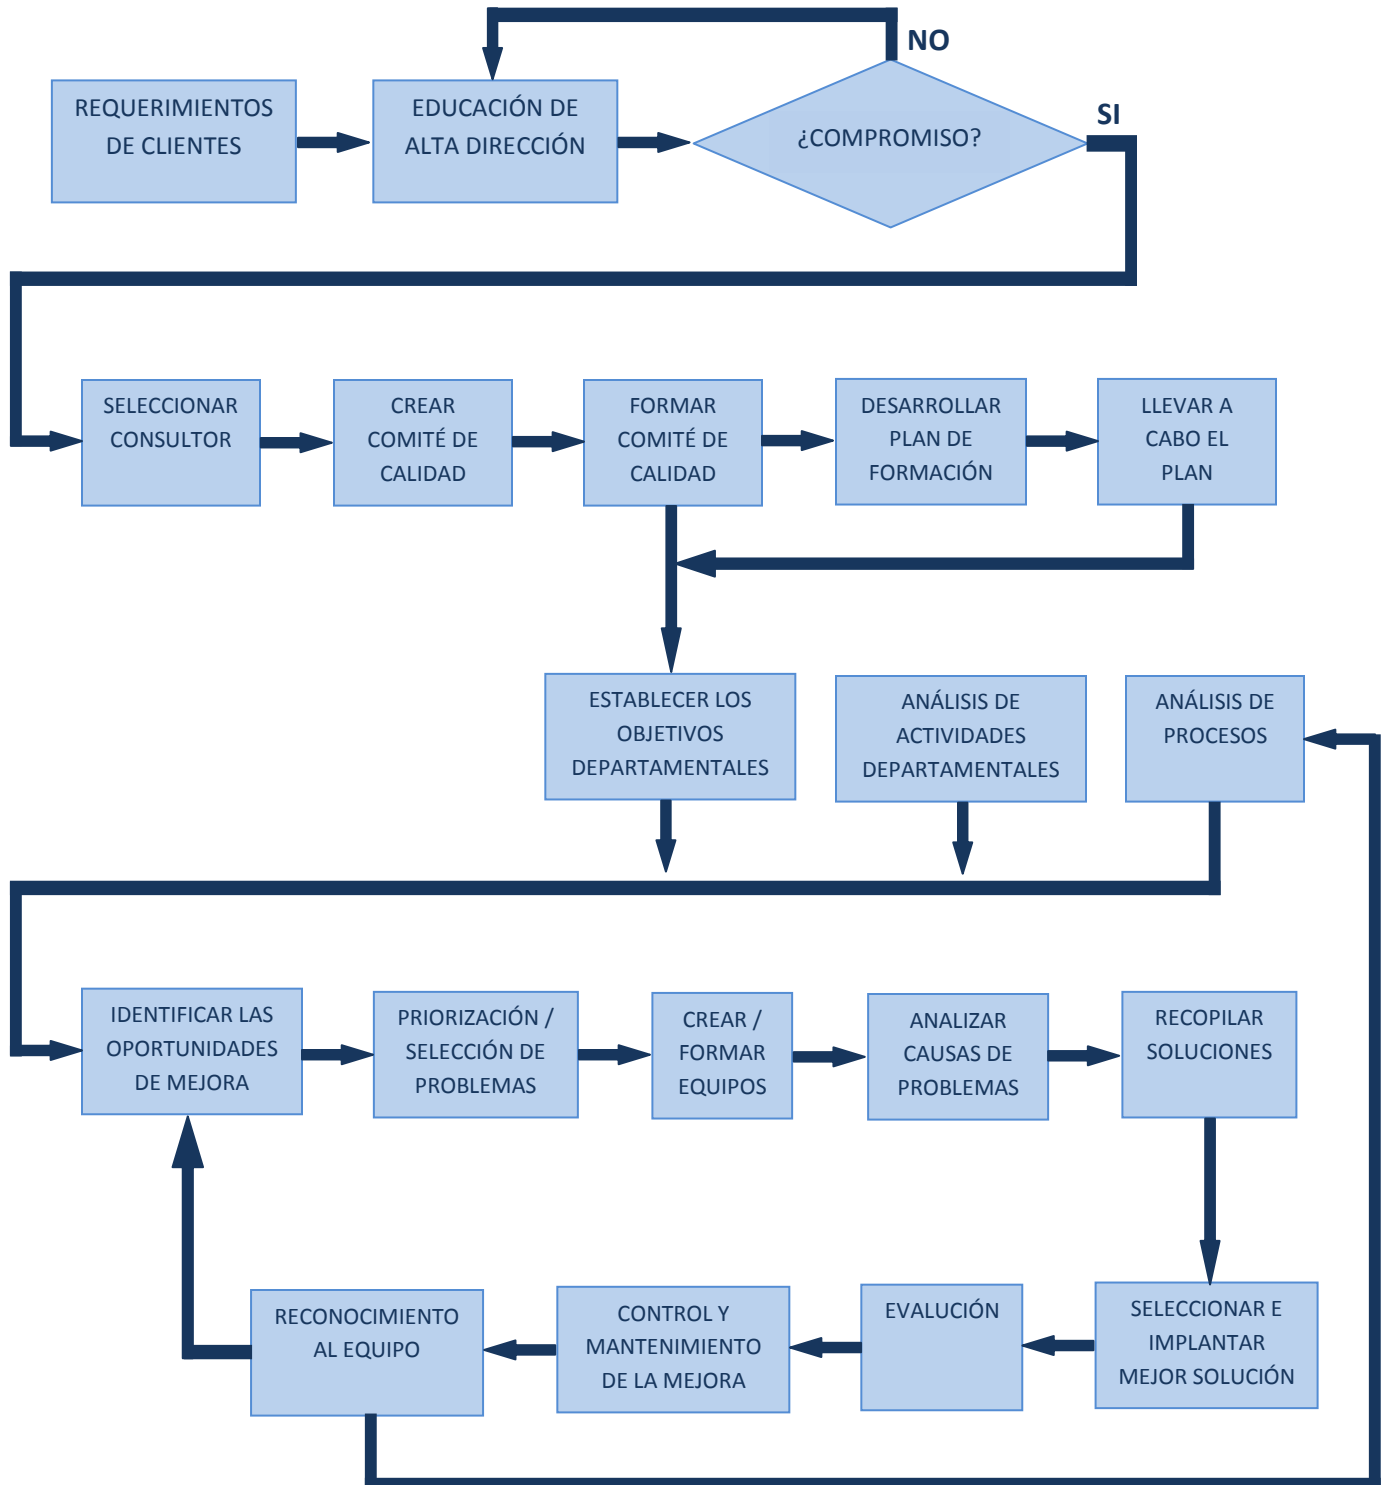 NO
REQUERIMIENTOS
DE CLIENTES
EDUCACIÓN DE
ALTA DIRECCIÓN
¿COMPROMISO?
SI
SELECCIONAR
CONSULTOR
CREAR
COMITÉ DE
CALIDAD
FORMAR
COMITÉ DE
CALIDAD
DESARROLLAR
PLAN DE
FORMACIÓN
LLEVAR A
CABO EL
PLAN
ESTABLECER LOS
OBJETIVOS
DEPARTAMENTALES
ANÁLISIS DE
ACTIVIDADES
DEPARTAMENTALES
ANÁLISIS DE
PROCESOS
IDENTIFICAR LAS
OPORTUNIDADES
DE MEJORA
PRIORIZACIÓN /
SELECCIÓN DE
PROBLEMAS
CREAR /
FORMAR
EQUIPOS
ANALIZAR
CAUSAS DE
PROBLEMAS
RECOPILAR
SOLUCIONES
RECONOCIMIENTO
AL EQUIPO
CONTROL Y
MANTENIMIENTO
DE LA MEJORA
EVALUCIÓN
SELECCIONAR E
IMPLANTAR
MEJOR SOLUCIÓN